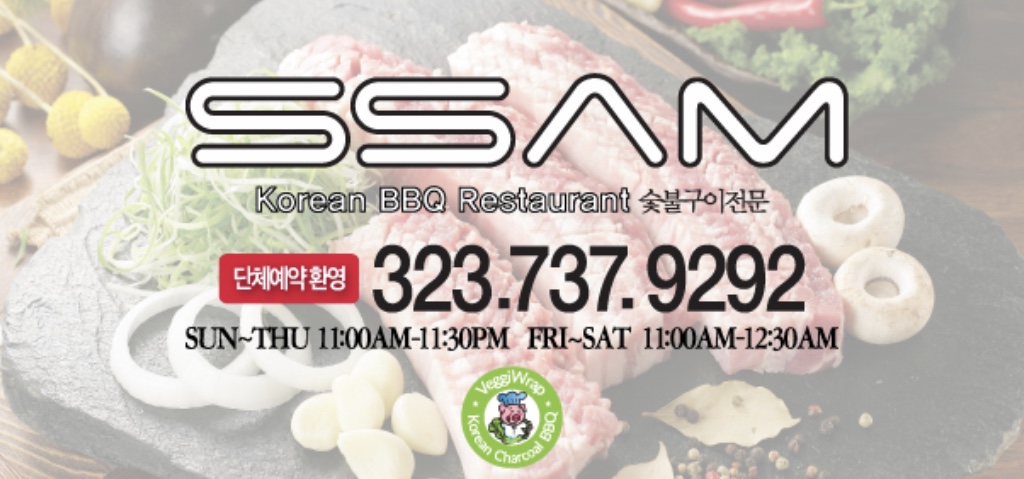 SSAM
Korean BBQ Restaurant 숯불구이전문
단체예약 환영 323.737.9292
SUN~THU 11:00AM-11:30PM FRI~SAT 11:00AM-12:30AM
VeggiWrap
Korean Charcoal BBQ